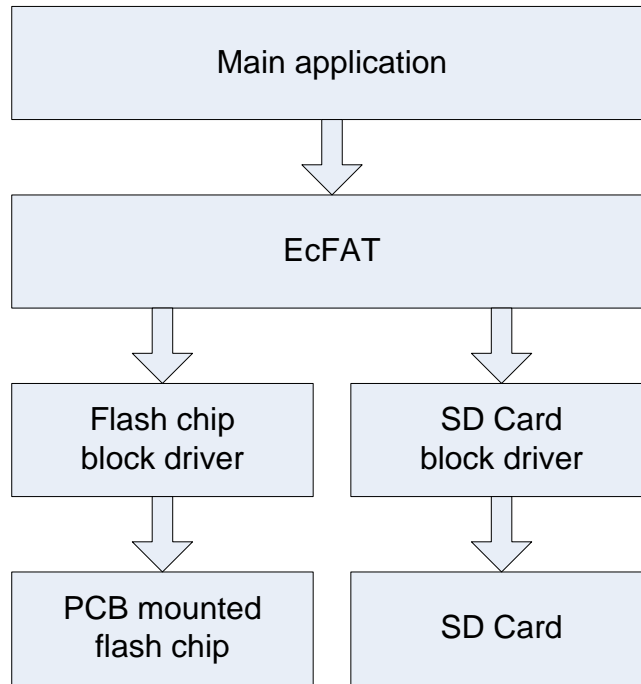 Main application
EcFAT
Flash chip
block driver
SD Card
block driver
PCB mounted
flash chip
SD Card